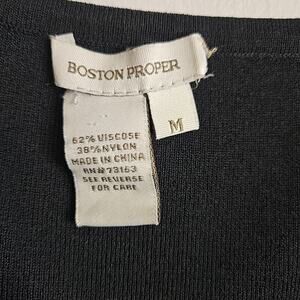 BOSTON PROPER
M
62% VISCOSE
38% NYLON
MADE IN CHINA
RN# 73163
SEE REVERSE
FOR CARE